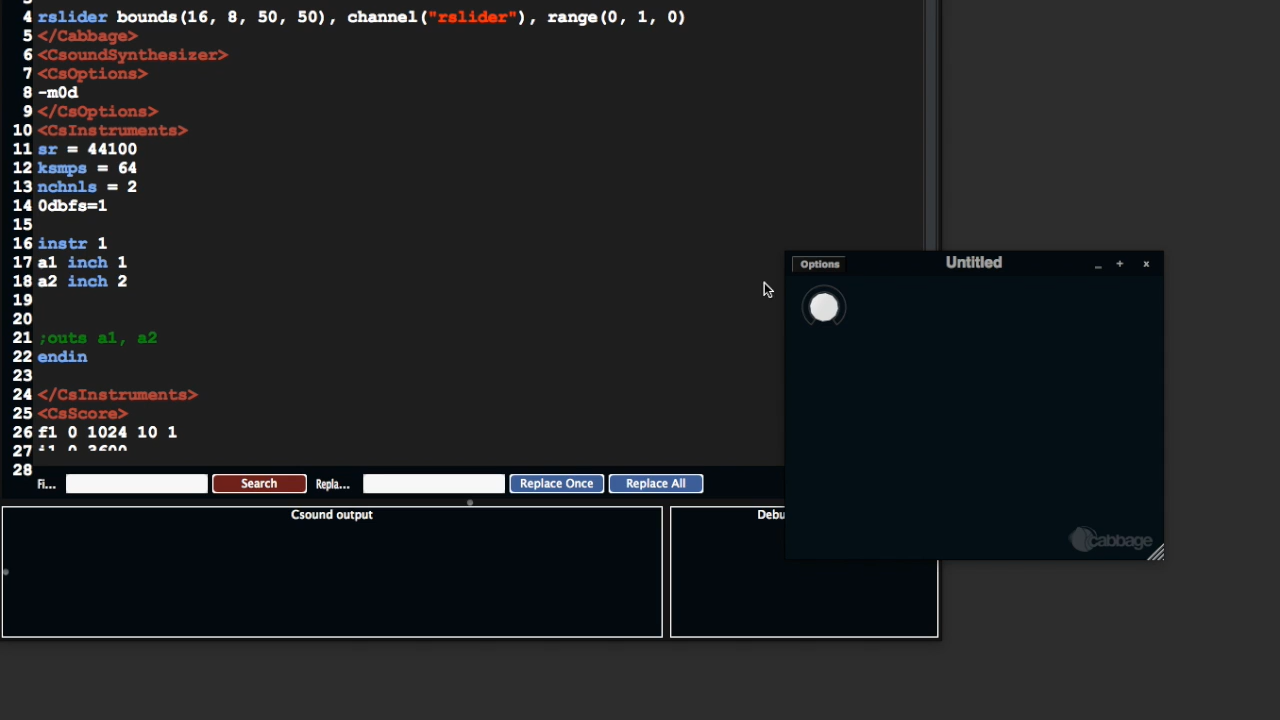 4 rslider bounds(16, 8, 50, 50), channel("rslider"), range(0, 1, 0)
5 </Cabbage>
6 <CsoundSynthesizer>
7 <CsOptions>
8 -m0d
9 </CsOptions>
10 <CsInstruments>
11 sr = 44100
12 ksmps = 64
13 nchnls = 2
14 0dbfs=1
15
16 instr 1
17 a1 inch 1
18 a2 inch 2
19
20
21 ;outs a1, a2
22 endin
23
24 </CsInstruments>
25 <CsScore>
26 f1 0 1024 10 1
27 i1 0 3600
28
Fi... Search Repla... Replace Once Replace All
Csound output Debu
Options Untitled
cabbage